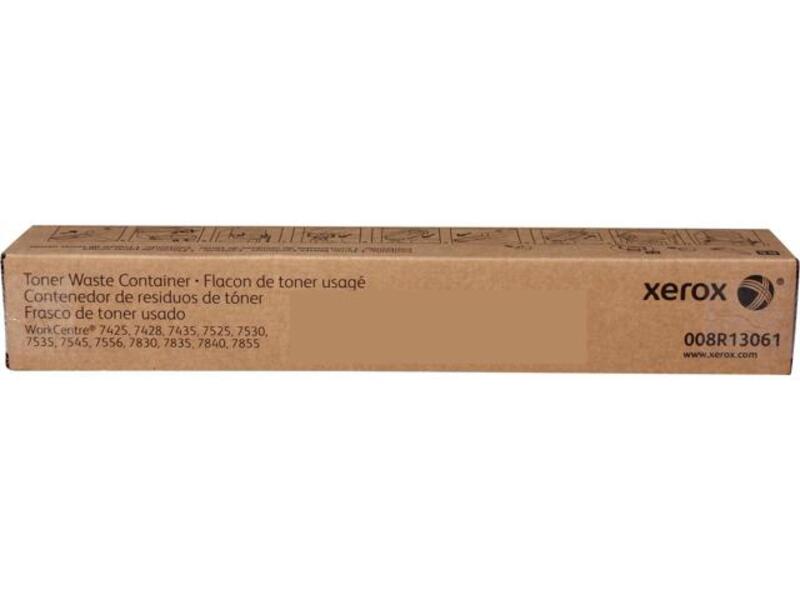 Toner Waste Container • Flacon de toner usagé
Contenedor de residuos de tóner
Frasco de toner usado
WorkCentre® 7425, 7428, 7435, 7525, 7530,
7535, 7545, 7556, 7830, 7835, 7840, 7855
xerox ®
008R13061
www.xerox.com